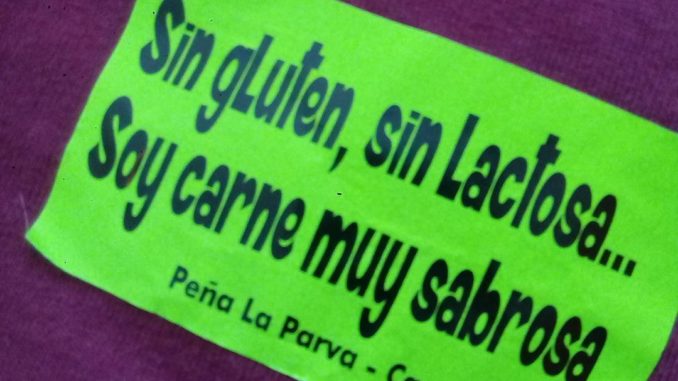 Sin gluten, sin Lactosa...
Soy carne muy sabrosa
Peña La Parva -